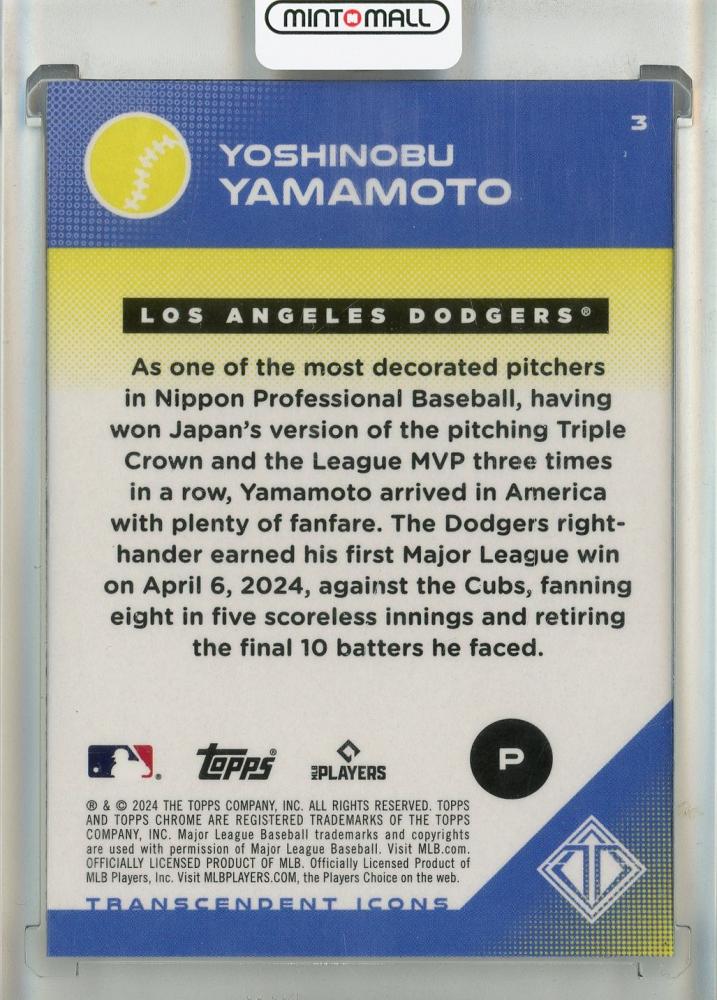 MINTOMALL
3
YOSHINOBU
YAMAMOTO
LOS ANGELES DODGERS®
As one of the most decorated pitchers
in Nippon Professional Baseball, having
won Japan's version of the pitching Triple
Crown and the League MVP three times
in a row, Yamamoto arrived in America
with plenty of fanfare. The Dodgers right-
hander earned his first Major League win
on April 6, 2024, against the Cubs, fanning
eight in five scoreless innings and retiring
the final 10 batters he faced.
topps®
MLB PLAYERS
P
® & © 2024 THE TOPPS COMPANY, INC. ALL RIGHTS RESERVED. TOPPS
AND TOPPS CHROME ARE REGISTERED TRADEMARKS OF THE TOPPS
COMPANY, INC. Major League Baseball trademarks and copyrights
are used with permission of Major League Baseball. Visit MLB.com.
OFFICIALLY LICENSED PRODUCT OF MLB. Officially Licensed Product of
MLB Players, Inc. Visit MLBPLAYERS.COM, the Players Choice on the web.
TRANSCENDENT ICONS